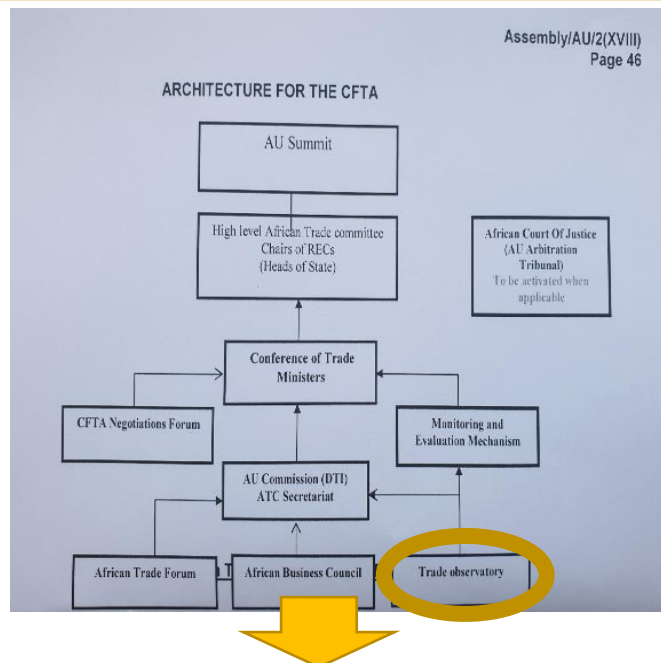 Assembly/AU/2(XVIII)
Page 46
ARCHITECTURE FOR THE CFTA
AU Summit
High level African Trade committee
Chairs of RECs
(Heads of State)
African Court Of Justice
(AU Arbitration
Tribunal)
To be activated when
applicable
Conference of Trade
Ministers
CFTA Negotiations Forum
Monitoring and
Evaluation Mechanism
AU Commission (DTI)
ATC Secretariat
African Trade Forum
African Business Council
Trade observatory